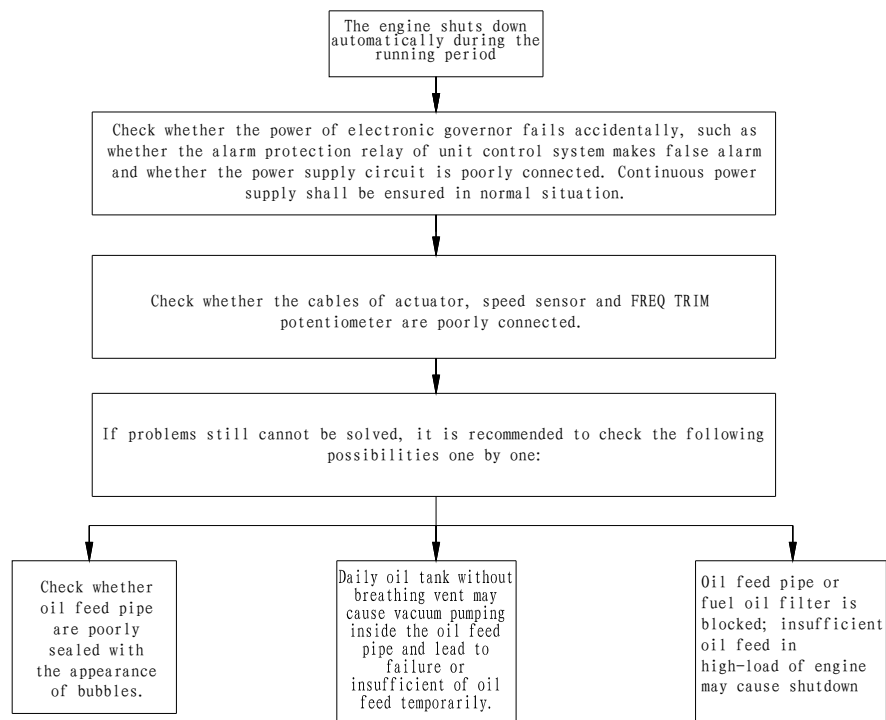 The engine shuts down
automatically during the
running period
Check whether the power of electronic governor fails accidentally, such as
whether the alarm protection relay of unit control system makes false alarm
and whether the power supply circuit is poorly connected. Continuous power
supply shall be ensured in normal situation.
Check whether the cables of actuator, speed sensor and FREQ TRIM
potentiometer are poorly connected.
If problems still cannot be solved, it is recommended to check the following
possibilities one by one:
Check whether
oil feed pipe
are poorly
sealed with
the appearance
of bubbles.
Daily oil tank without
breathing vent may
cause vacuum pumping
inside the oil feed
pipe and lead to
failure or
insufficient of oil
feed temporarily.
Oil feed pipe or
fuel oil filter is
blocked; insufficient
oil feed in
high-load of engine
may cause shutdown